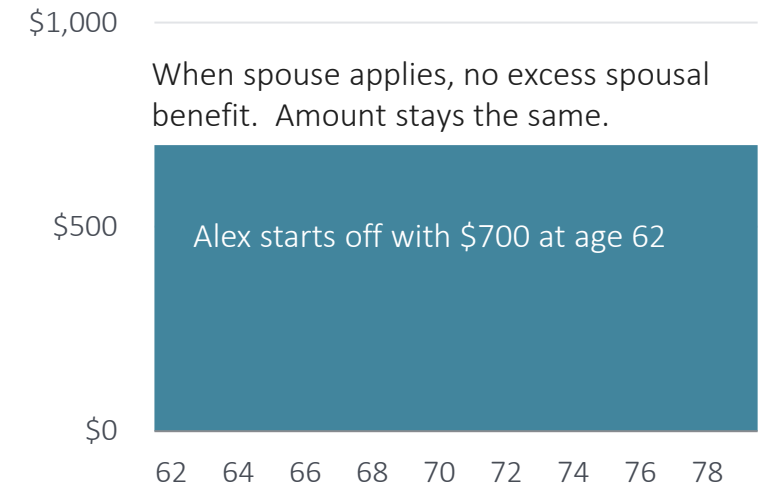 $1,000
When spouse applies, no excess spousal
benefit.  Amount stays the same.
$500
Alex starts off with $700 at age 62
$0
62 64 66 68 70 72 74 76 78